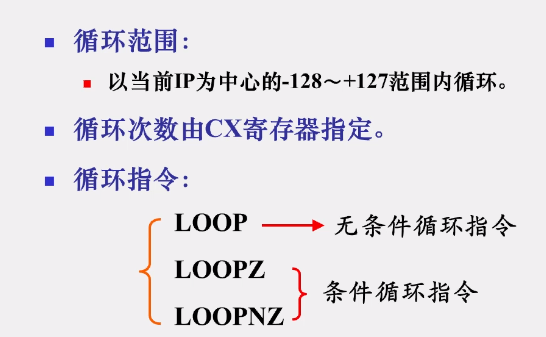 循环范围：
以当前IP为中心的-128～+127范围内循环。
循环次数由CX寄存器指定。
循环指令：
LOOP 无条件循环指令
LOOPZ
条件循环指令
LOOPNZ